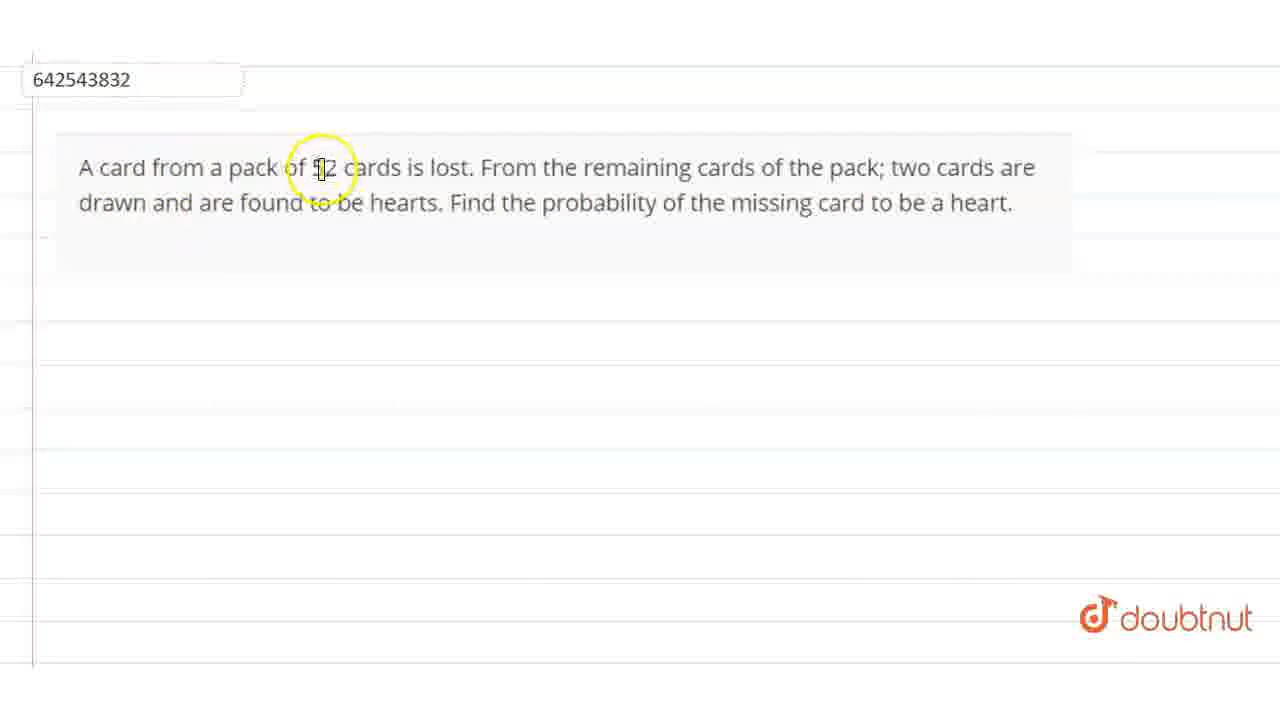 642543832
A card from a pack of 52 cards is lost. From the remaining cards of the pack; two cards are
drawn and are found to be hearts. Find the probability of the missing card to be a heart.
doubtnut